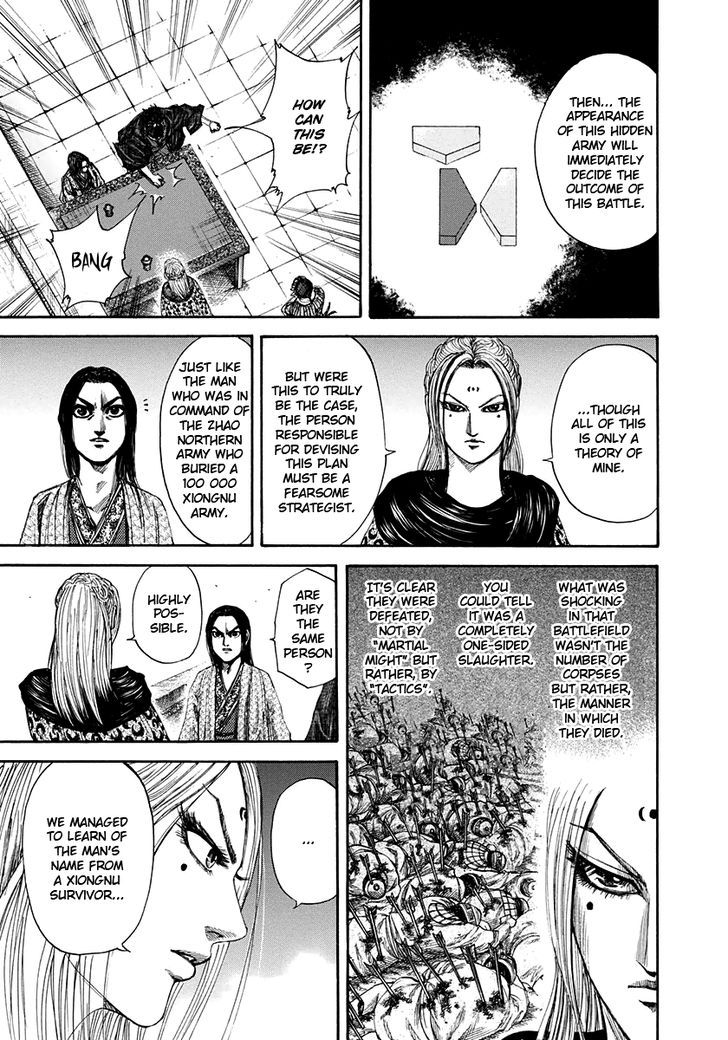 THEN... THE
APPEARANCE
OF THIS HIDDEN
ARMY WILL
IMMEDIATELY
DECIDE THE
OUTCOME OF
THIS BATTLE.
HOW
CAN
THIS
BE!?
BANG
...THOUGH
ALL OF THIS
IS ONLY A
THEORY OF
MINE.
BUT WERE
THIS TO TRULY
BE THE CASE,
THE PERSON
RESPONSIBLE
FOR DEVISING
THIS PLAN
MUST BE A
FEARSOME
STRATEGIST.
JUST LIKE
THE MAN
WHO WAS IN
COMMAND OF
THE ZHAO
NORTHERN
ARMY WHO
BURIED A
100 000
XIONGNU
ARMY.
WHAT WAS
SHOCKING
IN THAT
BATTLEFIELD
WASN'T THE
NUMBER OF
CORPSES
BUT RATHER,
THE MANNER
IN WHICH
THEY DIED.
YOU
COULD TELL
IT WAS A
COMPLETELY
ONE-SIDED
SLAUGHTER.
IT'S CLEAR
THEY WERE
DEFEATED,
NOT BY
"MARTIAL
MIGHT" BUT
RATHER, BY
"TACTICS".
ARE
THEY
THE
SAME
PERSON
?
HIGHLY
POS-
SIBLE.
...
WE MANAGED
TO LEARN OF
THE MAN'S
NAME FROM
A XIONGNU
SURVIVOR...